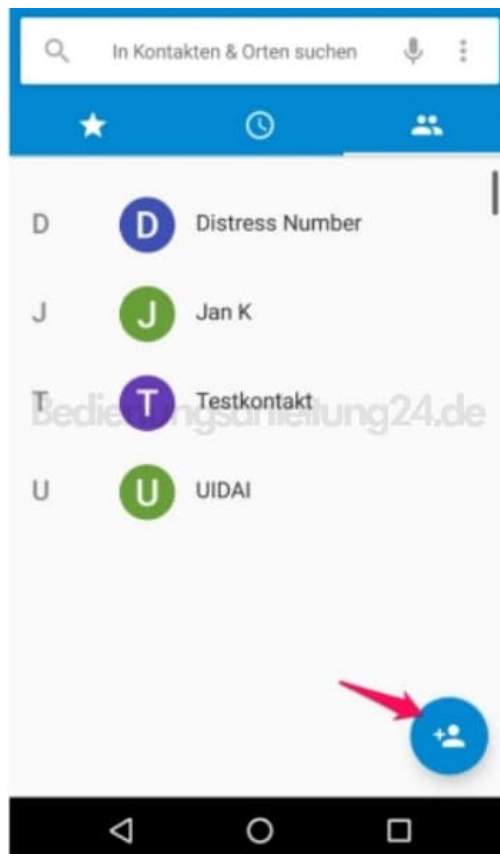 In Kontakten & Orten suchen
D D Distress Number
J J Jan K
T T Testkontakt
Bedienungsanleitung24.de
U U UIDAI